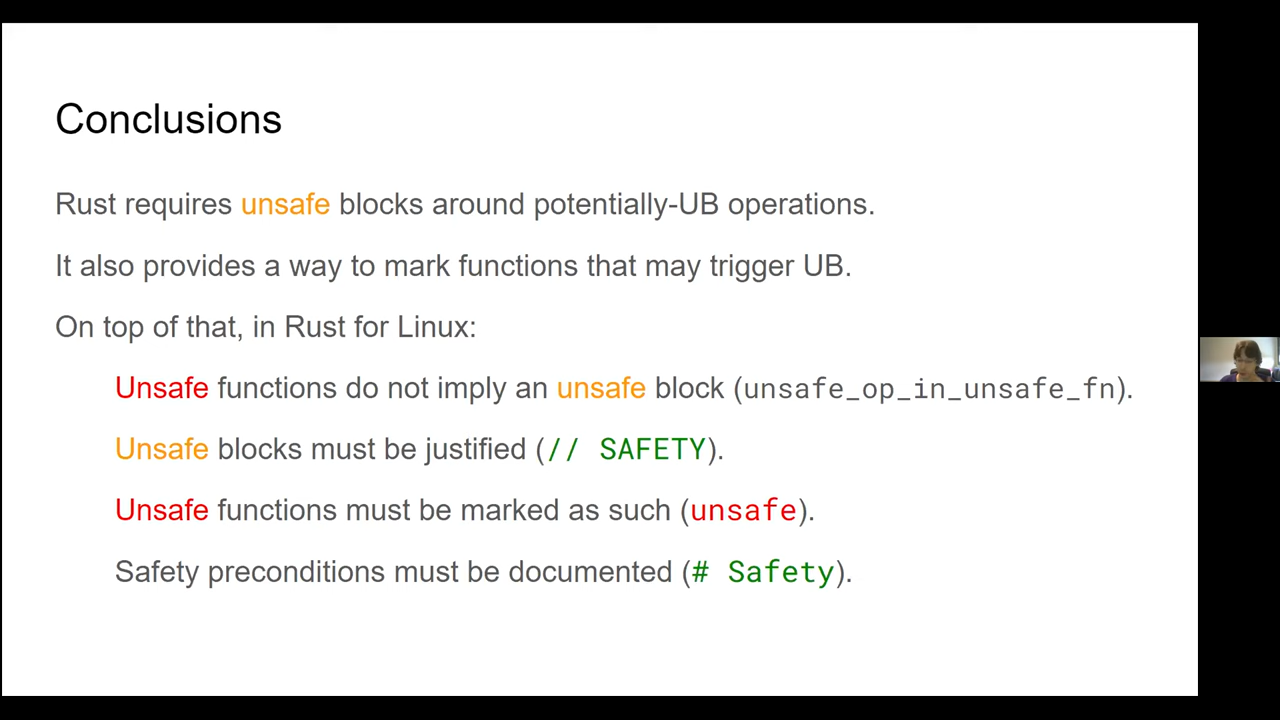 Conclusions
Rust requires unsafe blocks around potentially-UB operations.
It also provides a way to mark functions that may trigger UB.
On top of that, in Rust for Linux:
Unsafe functions do not imply an unsafe block (unsafe_op_in_unsafe_fn).
Unsafe blocks must be justified (// SAFETY).
Unsafe functions must be marked as such (unsafe).
Safety preconditions must be documented (# Safety).